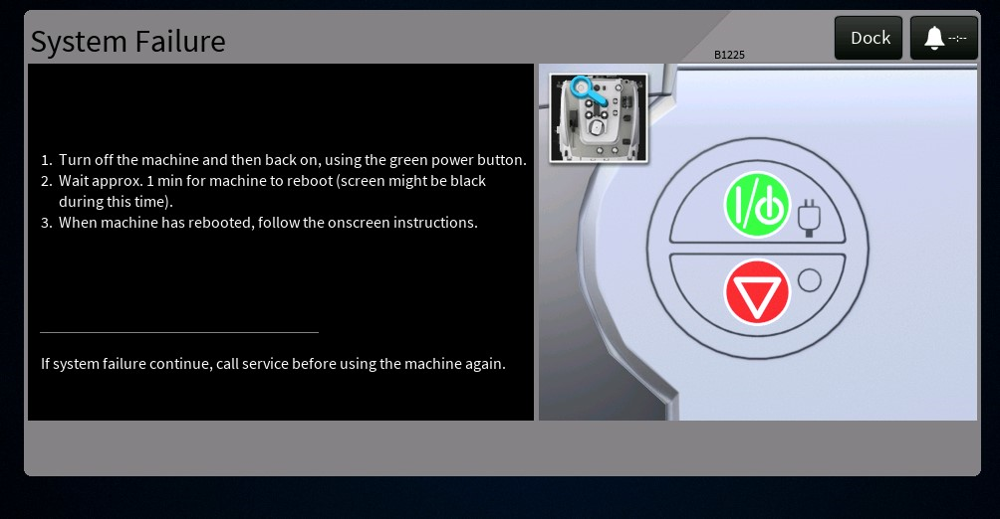 System Failure
B1225
Dock
--:--
1. Turn off the machine and then back on, using the green power button.
2. Wait approx. 1 min for machine to reboot (screen might be black
during this time).
3. When machine has rebooted, follow the onscreen instructions.
If system failure continue, call service before using the machine again.